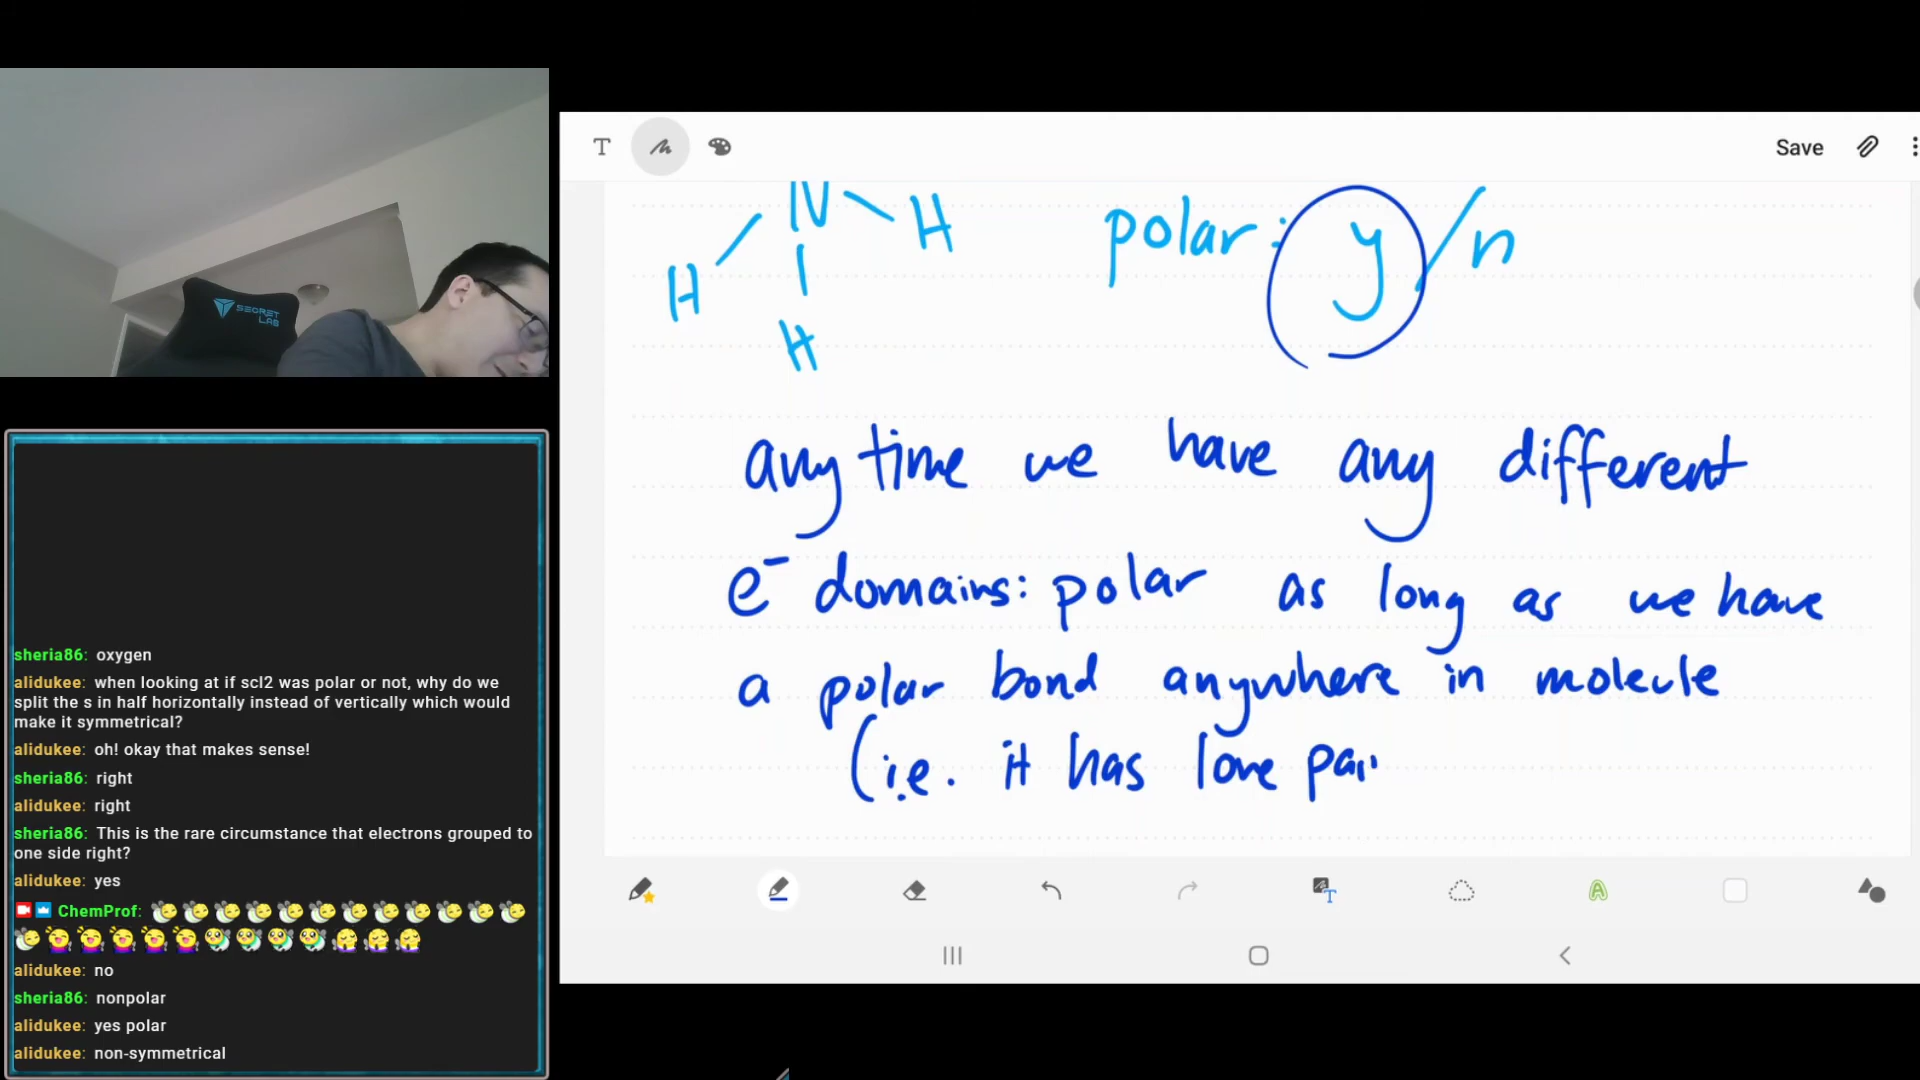 SECRET
LAB
T
Save
N H
polar: y/n
H
H
any time we have any different
e⁻ domains: polar as long as we have
a polar bond anywhere in molecule
(i.e. it has lone pair
T
A
sheria86: oxygen
alidukee: when looking at if scl2 was polar or not, why do we
split the s in half horizontally instead of vertically which would
make it symmetrical?
alidukee: oh! okay that makes sense!
sheria86: right
alidukee: right
sheria86: This is the rare circumstance that electrons grouped to
one side right?
alidukee: yes
ChemProf:
alidukee: no
sheria86: nonpolar
alidukee: yes polar
alidukee: non-symmetrical